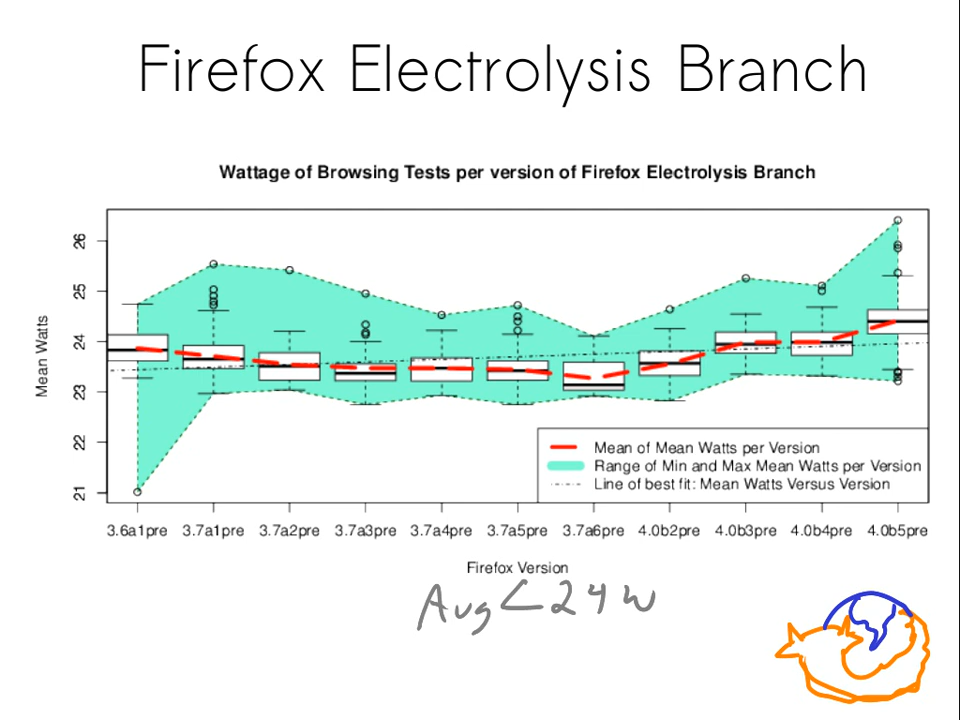 Firefox Electrolysis Branch
Wattage of Browsing Tests per version of Firefox Electrolysis Branch
Mean Watts
26
25
24
23
22
21
Mean of Mean Watts per Version
Range of Min and Max Mean Watts per Version
Line of best fit: Mean Watts Versus Version
3.6a1pre 3.7a1pre 3.7a2pre 3.7a3pre 3.7a4pre 3.7a5pre 3.7a6pre 4.0b2pre 4.0b3pre 4.0b4pre 4.0b5pre
Firefox Version
Avg < 24 W